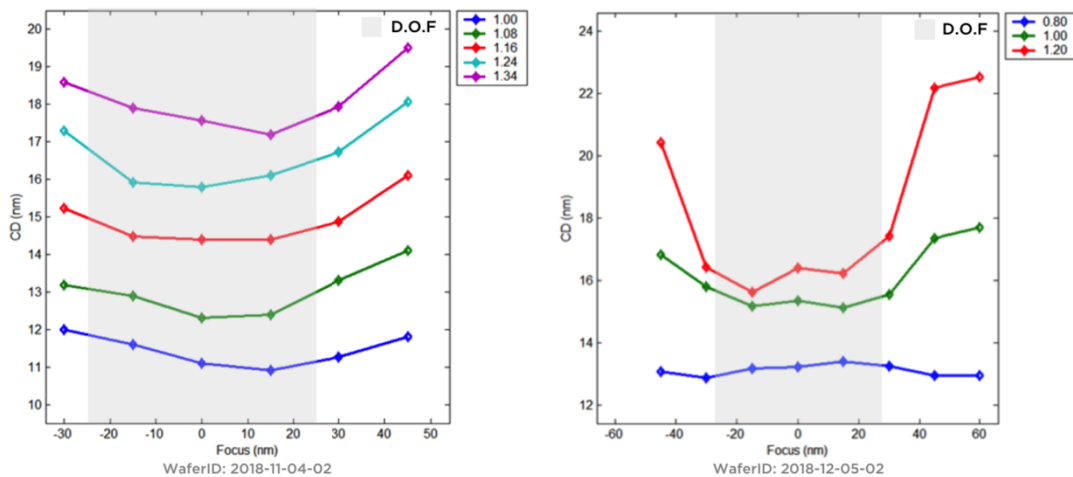 20
19
18
17
16
15
14
13
12
11
10
CD (nm)
-30 -20 -10 0 10 20 30 40 50
Focus (nm)
D.O.F
1.00
1.08
1.16
1.24
1.34
WaferID: 2018-11-04-02
24
22
20
18
16
14
12
CD (nm)
-60 -40 -20 0 20 40 60
Focus (nm)
D.O.F
0.80
1.00
1.20
WaferID: 2018-12-05-02